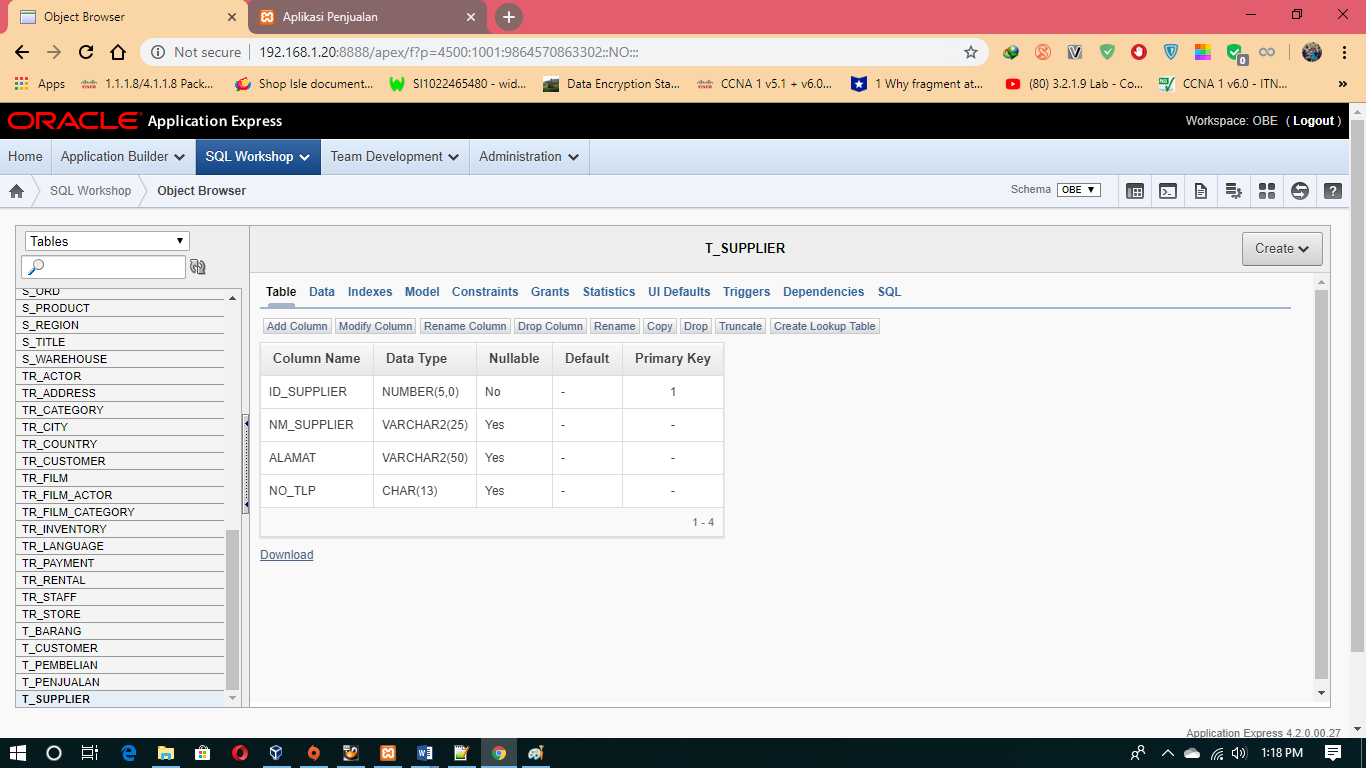 Object Browser
Aplikasi Penjualan
Not secure
192.168.1.20:8888/apex/f?p=4500:1001:9864570863302::NO:::
0
Apps
1.1.1.8/4.1.1.8 Pack...
Shop Isle document...
SI1022465480 - wid...
Data Encryption Sta...
CCNA 1 v5.1 + v6.0...
1 Why fragment at...
(80) 3.2.1.9 Lab - Co...
CCNA 1 v6.0 - ITN...
»
ORACLE Application Express
Workspace: OBE ( Logout )
Home
Application Builder
SQL Workshop
Team Development
Administration
SQL Workshop
Object Browser
Schema OBE
Tables
S_ORD
S_PRODUCT
S_REGION
S_TITLE
S_WAREHOUSE
TR_ACTOR
TR_ADDRESS
TR_CATEGORY
TR_CITY
TR_COUNTRY
TR_CUSTOMER
TR_FILM
TR_FILM_ACTOR
TR_FILM_CATEGORY
TR_INVENTORY
TR_LANGUAGE
TR_PAYMENT
TR_RENTAL
TR_STAFF
TR_STORE
T_BARANG
T_CUSTOMER
T_PEMBELIAN
T_PENJUALAN
T_SUPPLIER
T_SUPPLIER
Create
Table Data Indexes Model Constraints Grants Statistics UI Defaults Triggers Dependencies SQL
Add Column Modify Column Rename Column Drop Column Rename Copy Drop Truncate Create Lookup Table
Column Name Data Type Nullable Default Primary Key
ID_SUPPLIER NUMBER(5,0) No - 1
NM_SUPPLIER VARCHAR2(25) Yes - -
ALAMAT VARCHAR2(50) Yes - -
NO_TLP CHAR(13) Yes - -
1 - 4
Download
Application Express 4.2.0.00.27
1:18 PM